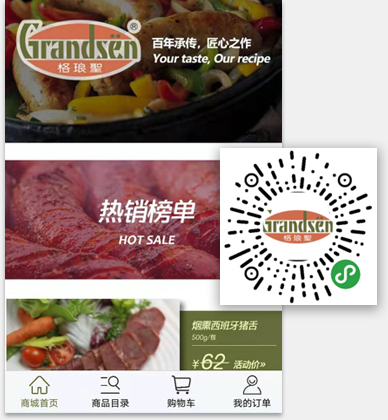 Grandsën®
格琅聖
百年承传，匠心之作
Your taste, Our recipe
热销榜单
HOT SALE
Grandsën
格琅聖
烟熏西班牙猪舌
500g/包
¥62 活动价»
商城首页
商品目录
购物车
我的订单